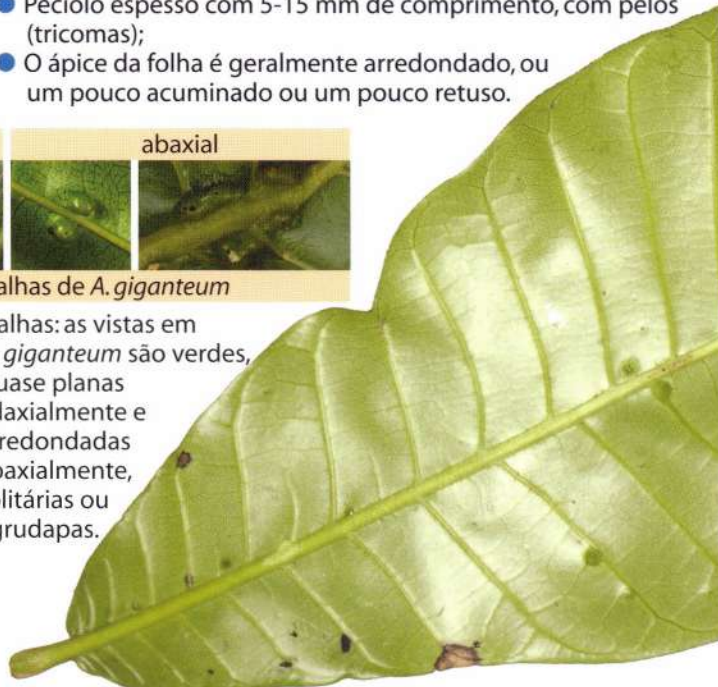 ● Pecíolo espesso com 5-15 mm de comprimento, com pelos
(tricomas);
● O ápice da folha é geralmente arredondado, ou
um pouco acuminado ou um pouco retuso.
abaxial
alhas de A. giganteum
alhas: as vistas em
giganteum são verdes,
uase planas
daxialmente e
redondadas
baxialmente,
olitárias ou
grudapas.